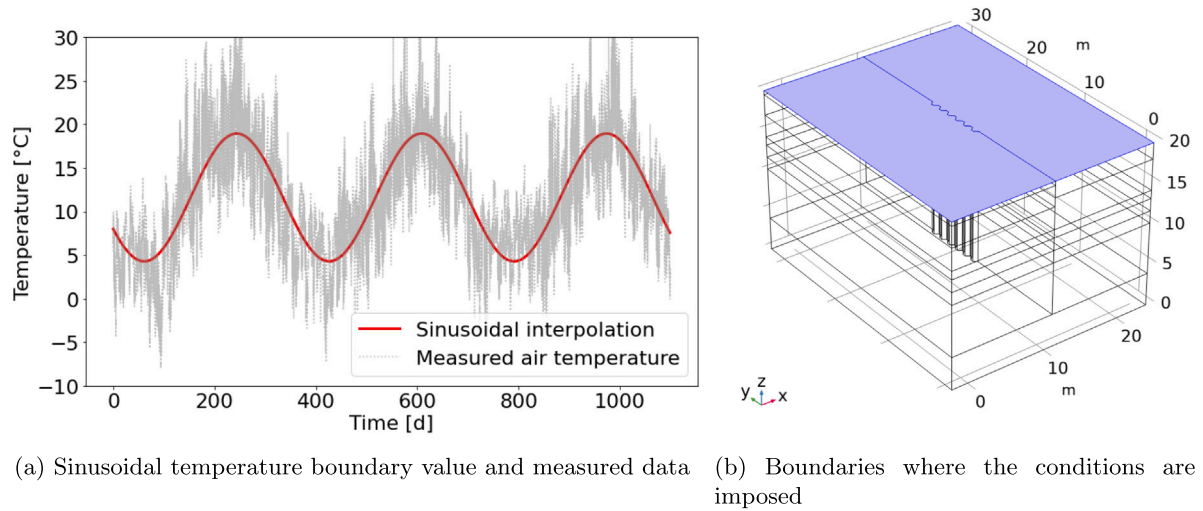 30
25
20
15
10
5
0
−5
−10
Temperature [°C]
0
200
400
600
800
1000
Time [d]
Sinusoidal interpolation
Measured air temperature
30
20
m
10
0
20
15
10
5
0
20
10
m
0
y
z
x
(a) Sinusoidal temperature boundary value and measured data
(b) Boundaries where the conditions are
imposed